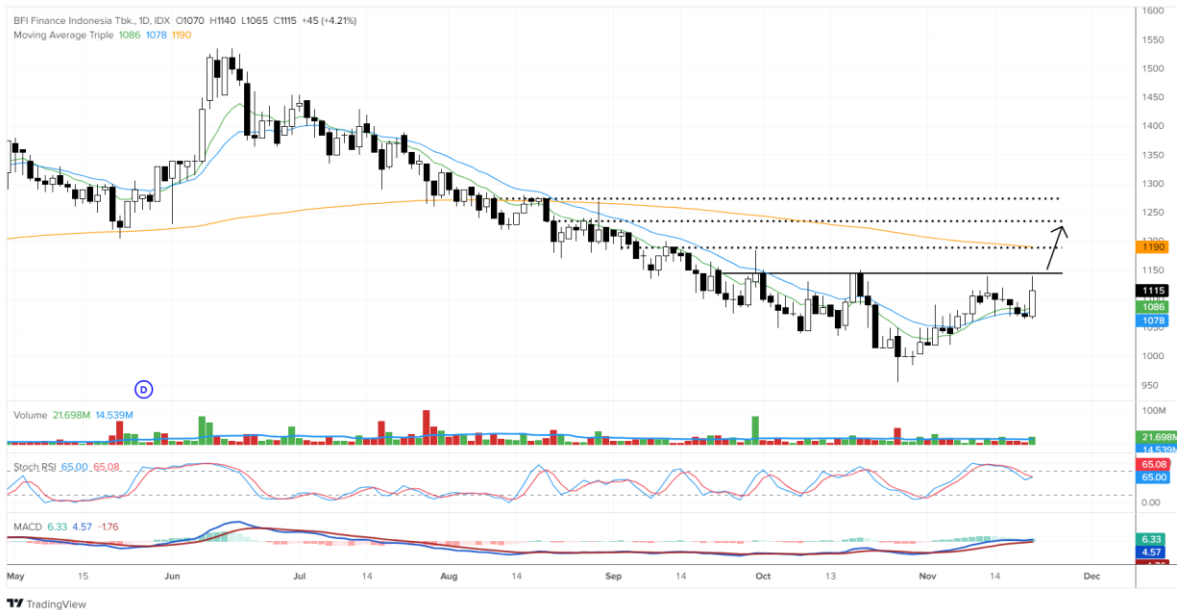 BFI Finance Indonesia Tbk., 1D, IDX O1070 H1140 L1065 C1115 +45 (+4.21%)
Moving Average Triple 1086 1078 1190
1600
1550
1500
1450
1400
1350
1300
1250
1200
1190
1150
1115
1100
1086
1078
1050
1000
950
D
Volume 21.698M 14.539M
100M
21.698M
14.539M
Stoch RSI 65.00 65.08
65.08
65.00
0.00
MACD 6.33 4.57 -1.76
6.33
4.57
May 15 Jun Jul 14 Aug 14 Sep 14 Oct 13 Nov 14 Dec
TradingView